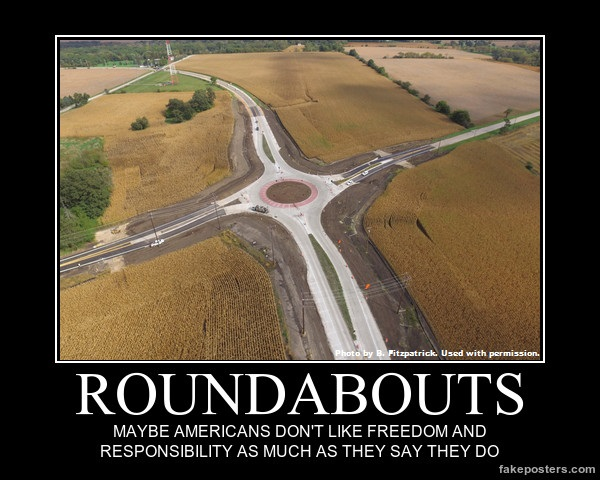 Photo by B. Fitzpatrick. Used with permission.
ROUNDABOUTS
MAYBE AMERICANS DON'T LIKE FREEDOM AND
RESPONSIBILITY AS MUCH AS THEY SAY THEY DO
fakeposters.com